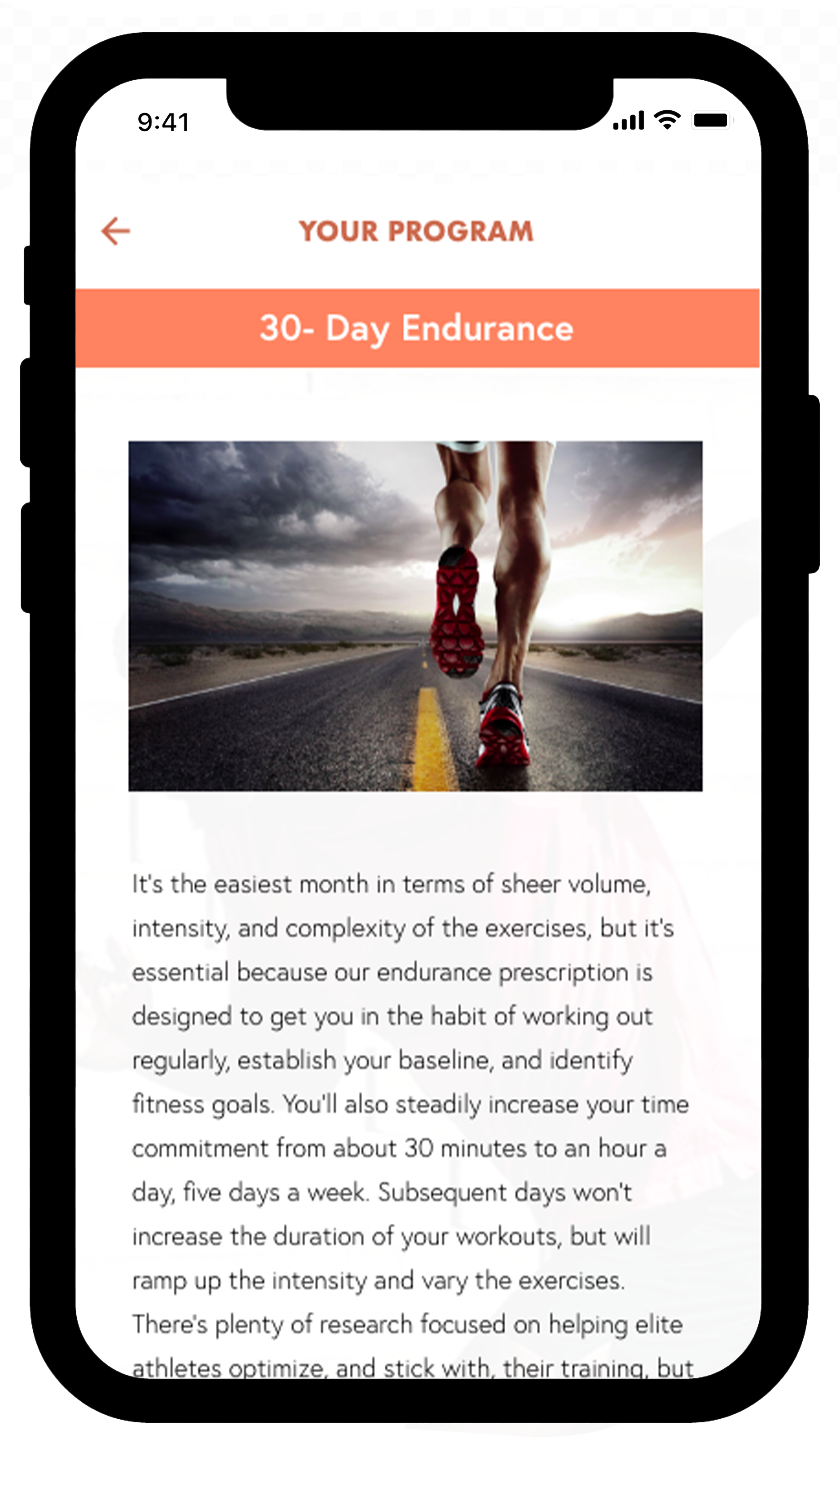 9:41
YOUR PROGRAM
30- Day Endurance
It's the easiest month in terms of sheer volume,
intensity, and complexity of the exercises, but it's
essential because our endurance prescription is
designed to get you in the habit of working out
regularly, establish your baseline, and identify
fitness goals. You'll also steadily increase your time
commitment from about 30 minutes to an hour a
day, five days a week. Subsequent days won't
increase the duration of your workouts, but will
ramp up the intensity and vary the exercises.
There's plenty of research focused on helping elite
athletes optimize, and stick with, their training, but